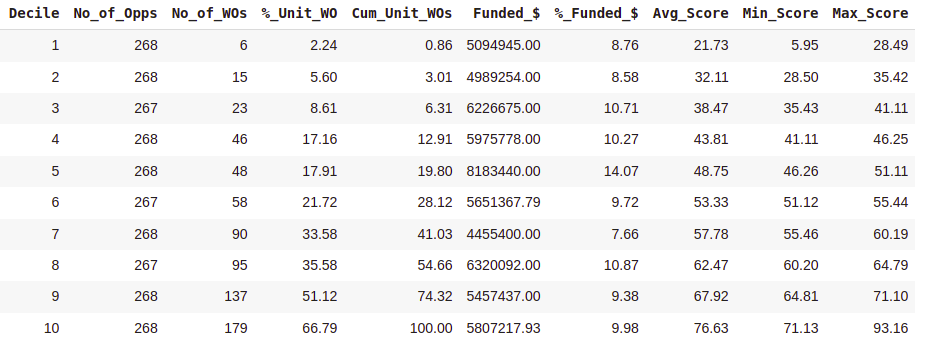 Decile No_of_Opps No_of_WOs %_Unit_WO Cum_Unit_WOs Funded_$ %_Funded_$ Avg_Score Min_Score Max_Score
1 268 6 2.24 0.86 5094945.00 8.76 21.73 5.95 28.49
2 268 15 5.60 3.01 4989254.00 8.58 32.11 28.50 35.42
3 267 23 8.61 6.31 6226675.00 10.71 38.47 35.43 41.11
4 268 46 17.16 12.91 5975778.00 10.27 43.81 41.11 46.25
5 268 48 17.91 19.80 8183440.00 14.07 48.75 46.26 51.11
6 267 58 21.72 28.12 5651367.79 9.72 53.33 51.12 55.44
7 268 90 33.58 41.03 4455400.00 7.66 57.78 55.46 60.19
8 267 95 35.58 54.66 6320092.00 10.87 62.47 60.20 64.79
9 268 137 51.12 74.32 5457437.00 9.38 67.92 64.81 71.10
10 268 179 66.79 100.00 5807217.93 9.98 76.63 71.13 93.16